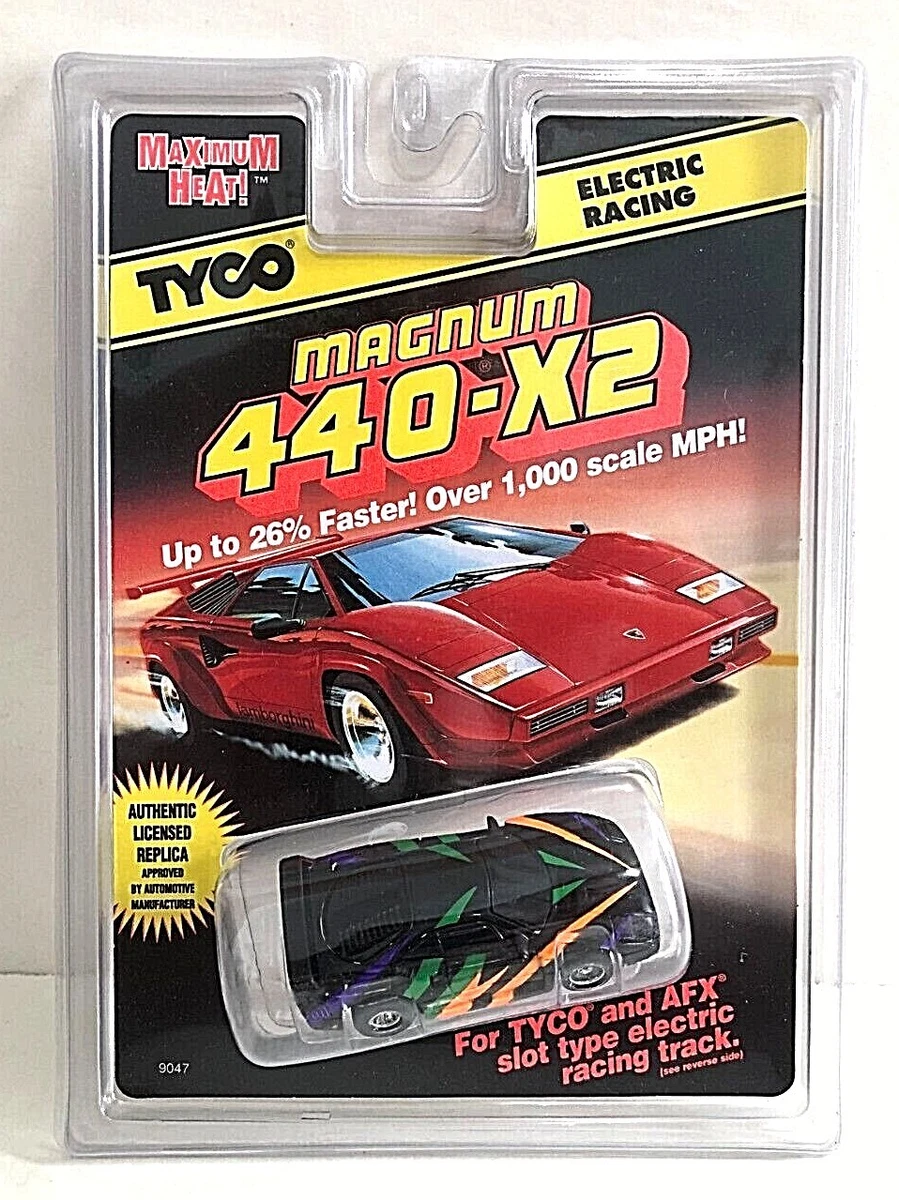 MAXIMUM
HEAT!™
ELECTRIC
RACING
TYCO®
MAGNUM®
440-X2
Up to 26% Faster! Over 1,000 scale MPH!
lamborghini
AUTHENTIC
LICENSED
REPLICA
APPROVED
BY AUTOMOTIVE
MANUFACTURER
For TYCO® and AFX®
slot type electric
racing track.
(see reverse side)
9047